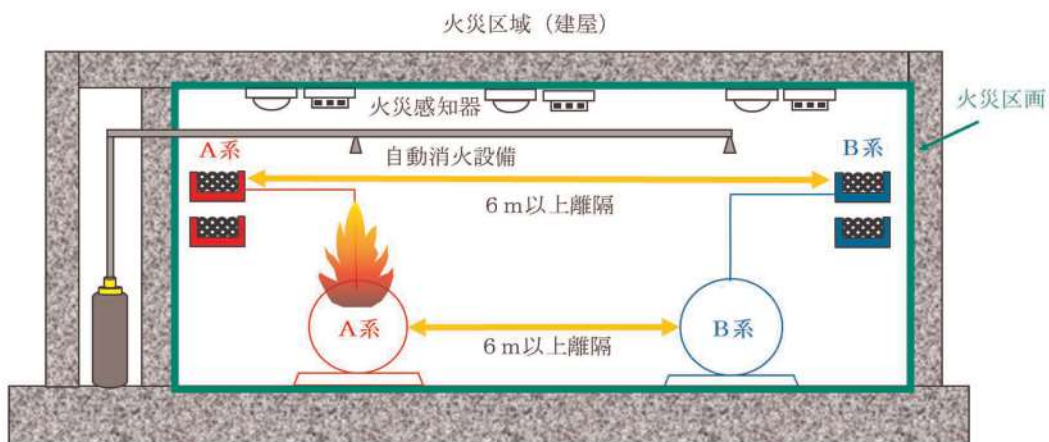 火災区域（建屋）
火災感知器
火災区画
自動消火設備
A系
B系
6m以上離隔
A系
B系
6m以上離隔